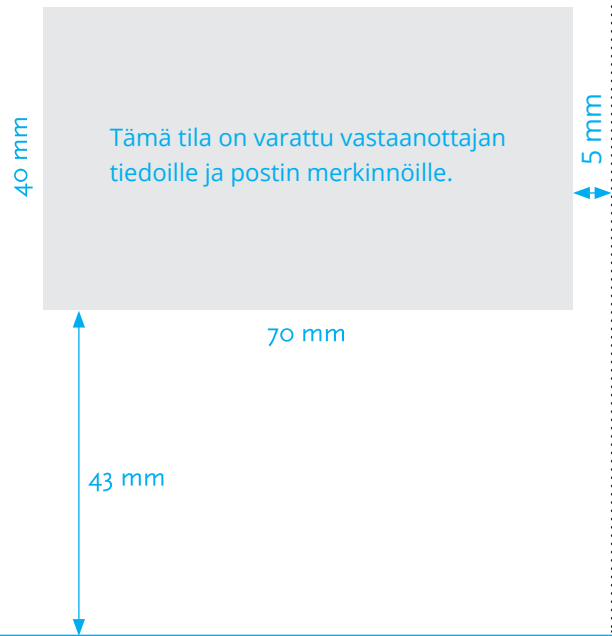 40 mm
Tämä tila on varattu vastaanottajan
tiedoille ja postin merkinnöille.
5 mm
70 mm
43 mm